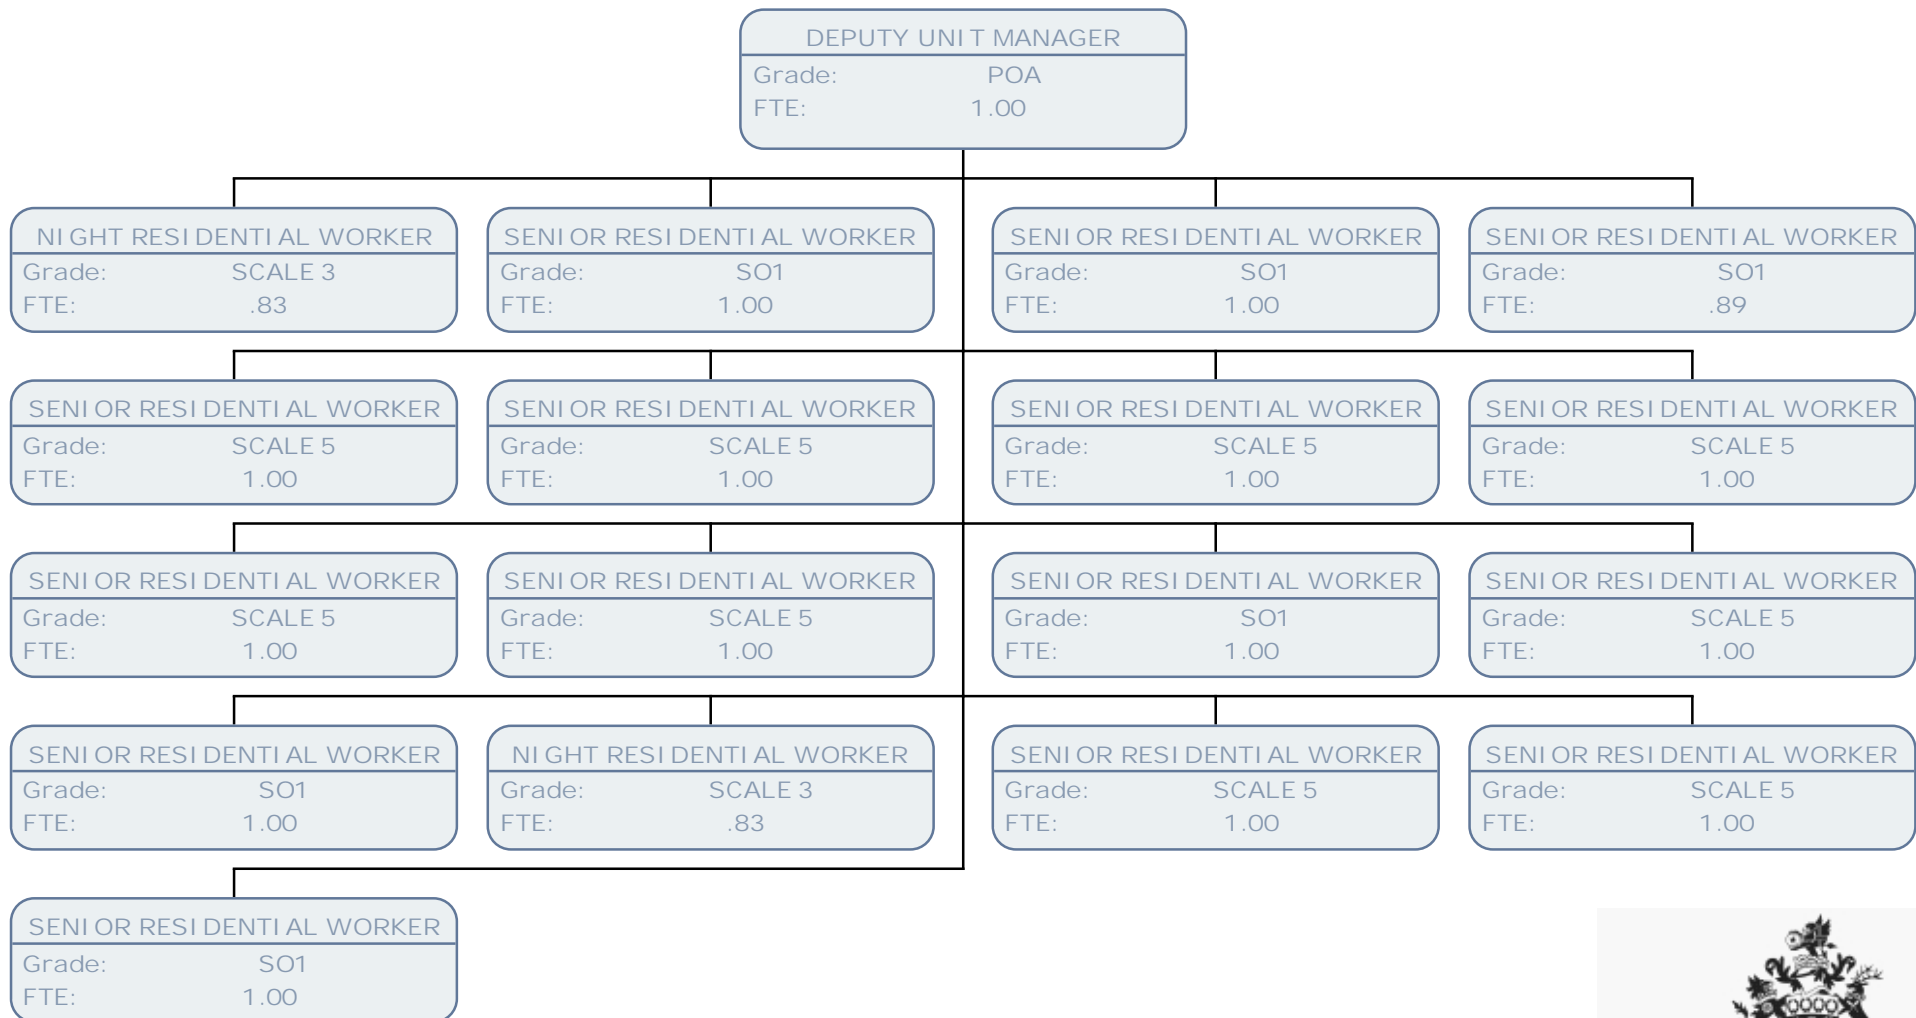 DEPUTY UNIT MANAGER
Grade: POA
FTE: 1.00
NIGHT RESIDENTIAL WORKER
Grade: SCALE 3
FTE: .83
SENIOR RESIDENTIAL WORKER
Grade: SO1
FTE: 1.00
SENIOR RESIDENTIAL WORKER
Grade: SO1
FTE: 1.00
SENIOR RESIDENTIAL WORKER
Grade: SO1
FTE: .89
SENIOR RESIDENTIAL WORKER
Grade: SCALE 5
FTE: 1.00
SENIOR RESIDENTIAL WORKER
Grade: SCALE 5
FTE: 1.00
SENIOR RESIDENTIAL WORKER
Grade: SCALE 5
FTE: 1.00
SENIOR RESIDENTIAL WORKER
Grade: SCALE 5
FTE: 1.00
SENIOR RESIDENTIAL WORKER
Grade: SCALE 5
FTE: 1.00
SENIOR RESIDENTIAL WORKER
Grade: SCALE 5
FTE: 1.00
SENIOR RESIDENTIAL WORKER
Grade: SO1
FTE: 1.00
SENIOR RESIDENTIAL WORKER
Grade: SCALE 5
FTE: 1.00
SENIOR RESIDENTIAL WORKER
Grade: SO1
FTE: 1.00
NIGHT RESIDENTIAL WORKER
Grade: SCALE 3
FTE: .83
SENIOR RESIDENTIAL WORKER
Grade: SCALE 5
FTE: 1.00
SENIOR RESIDENTIAL WORKER
Grade: SCALE 5
FTE: 1.00
SENIOR RESIDENTIAL WORKER
Grade: SO1
FTE: 1.00